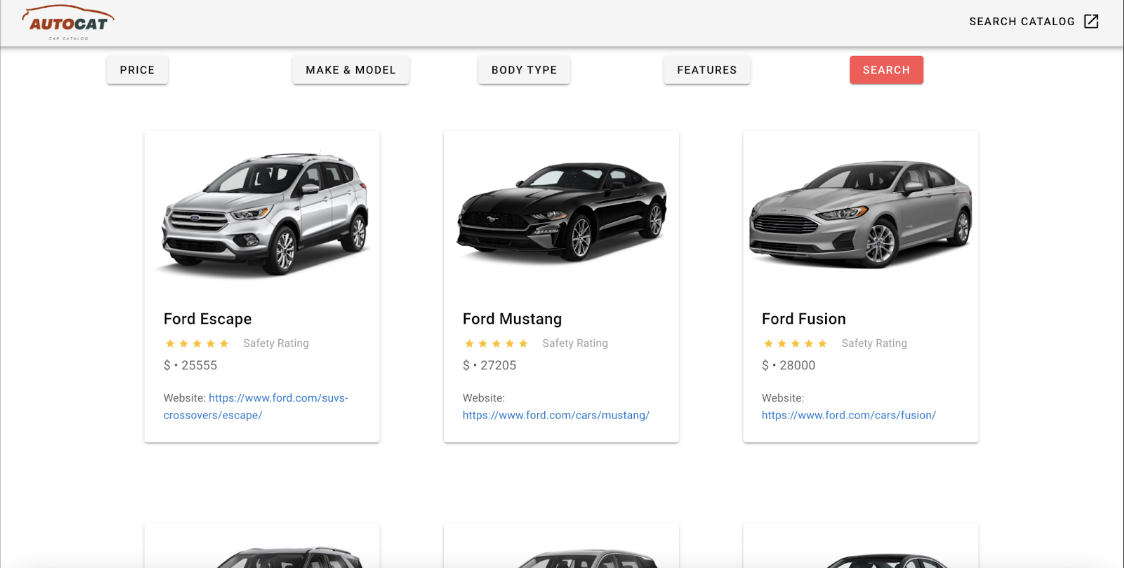 AUTOCAT
CAR CATALOG
SEARCH CATALOG
PRICE
MAKE & MODEL
BODY TYPE
FEATURES
SEARCH
Ford Escape
Safety Rating
$ • 25555
Website: https://www.ford.com/suvs-
crossovers/escape/
Ford Mustang
Safety Rating
$ • 27205
Website:
https://www.ford.com/cars/mustang/
Ford Fusion
Safety Rating
$ • 28000
Website:
https://www.ford.com/cars/fusion/